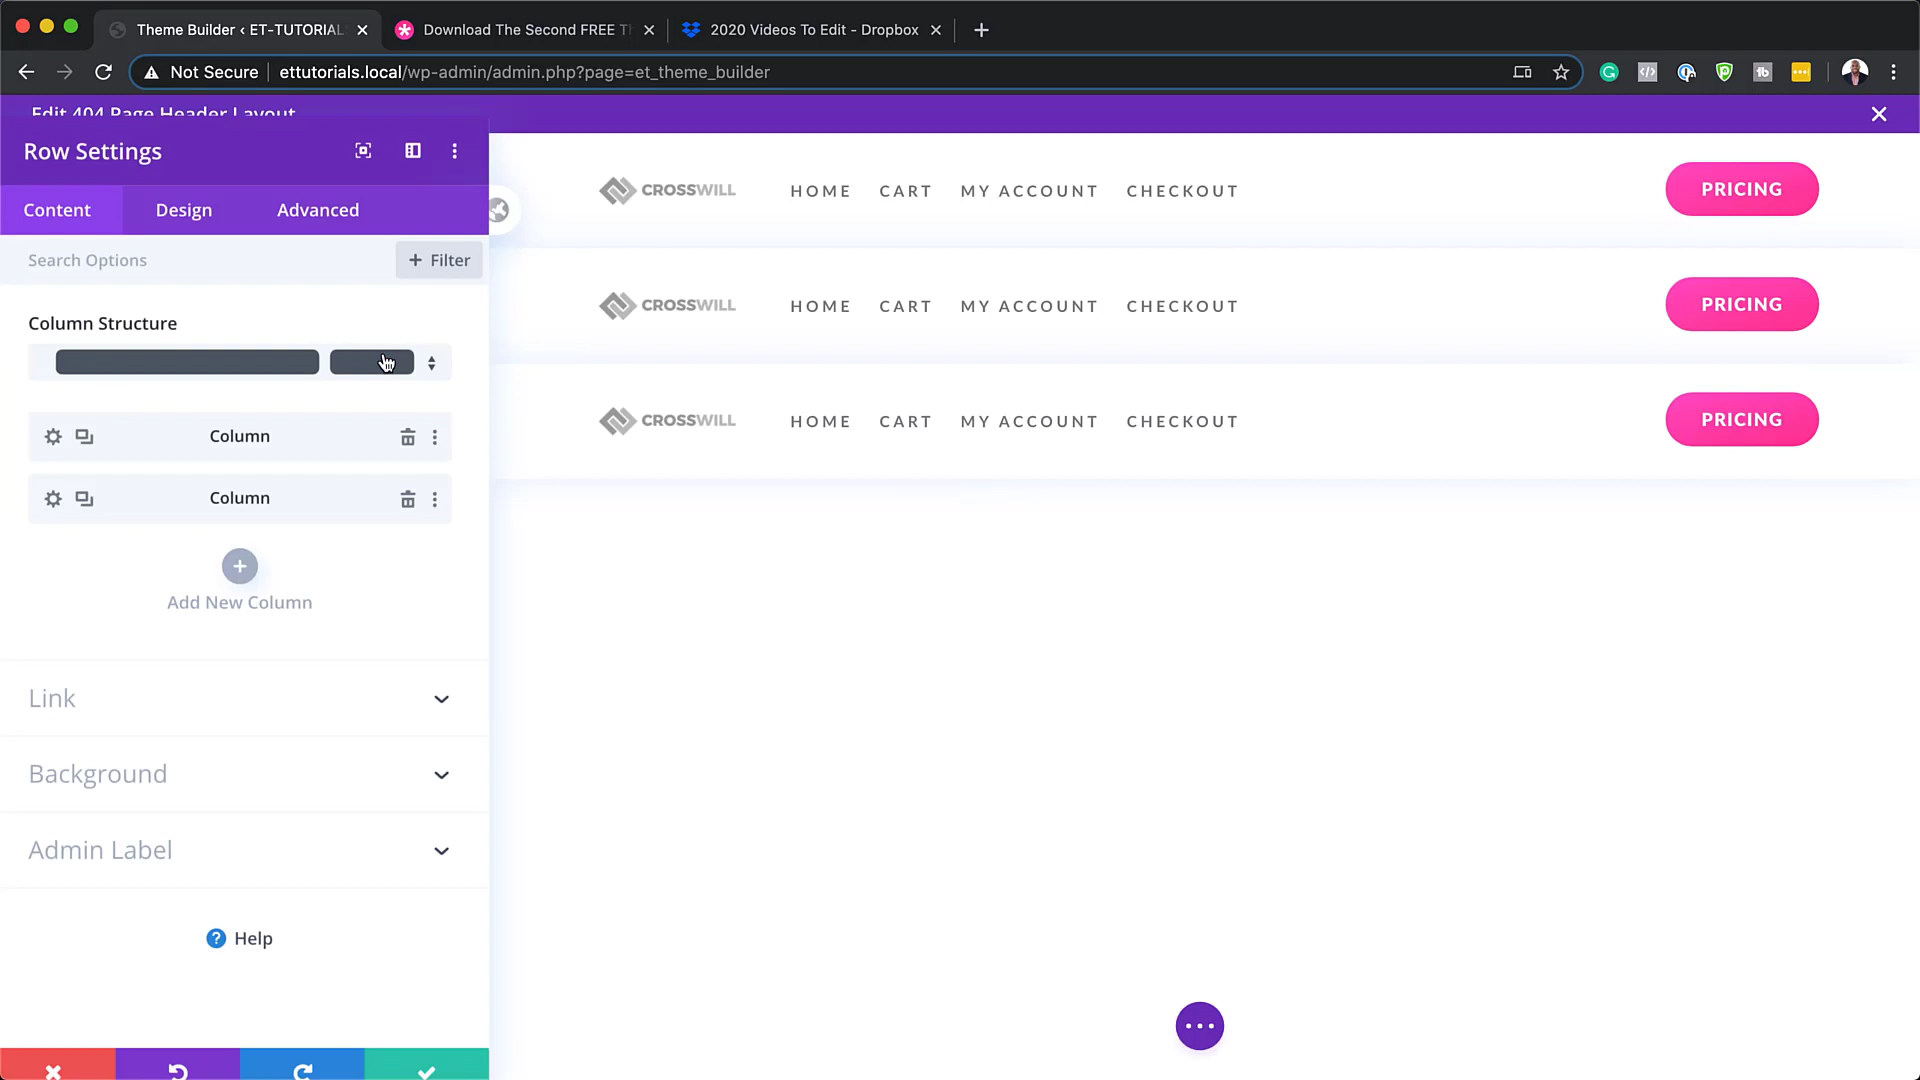 Theme Builder ‹ ET-TUTORIAL
Download The Second FREE T
2020 Videos To Edit - Dropbox
Not Secure
ettutorials.local/wp-admin/admin.php?page=et_theme_builder
Edit 404 Page Header Layout
Row Settings
Content
Design
Advanced
Search Options
+ Filter
Column Structure
Column
Column
Add New Column
Link
Background
Admin Label
? Help
CROSSWILL HOME CART MY ACCOUNT CHECKOUT PRICING
CROSSWILL HOME CART MY ACCOUNT CHECKOUT PRICING
CROSSWILL HOME CART MY ACCOUNT CHECKOUT PRICING